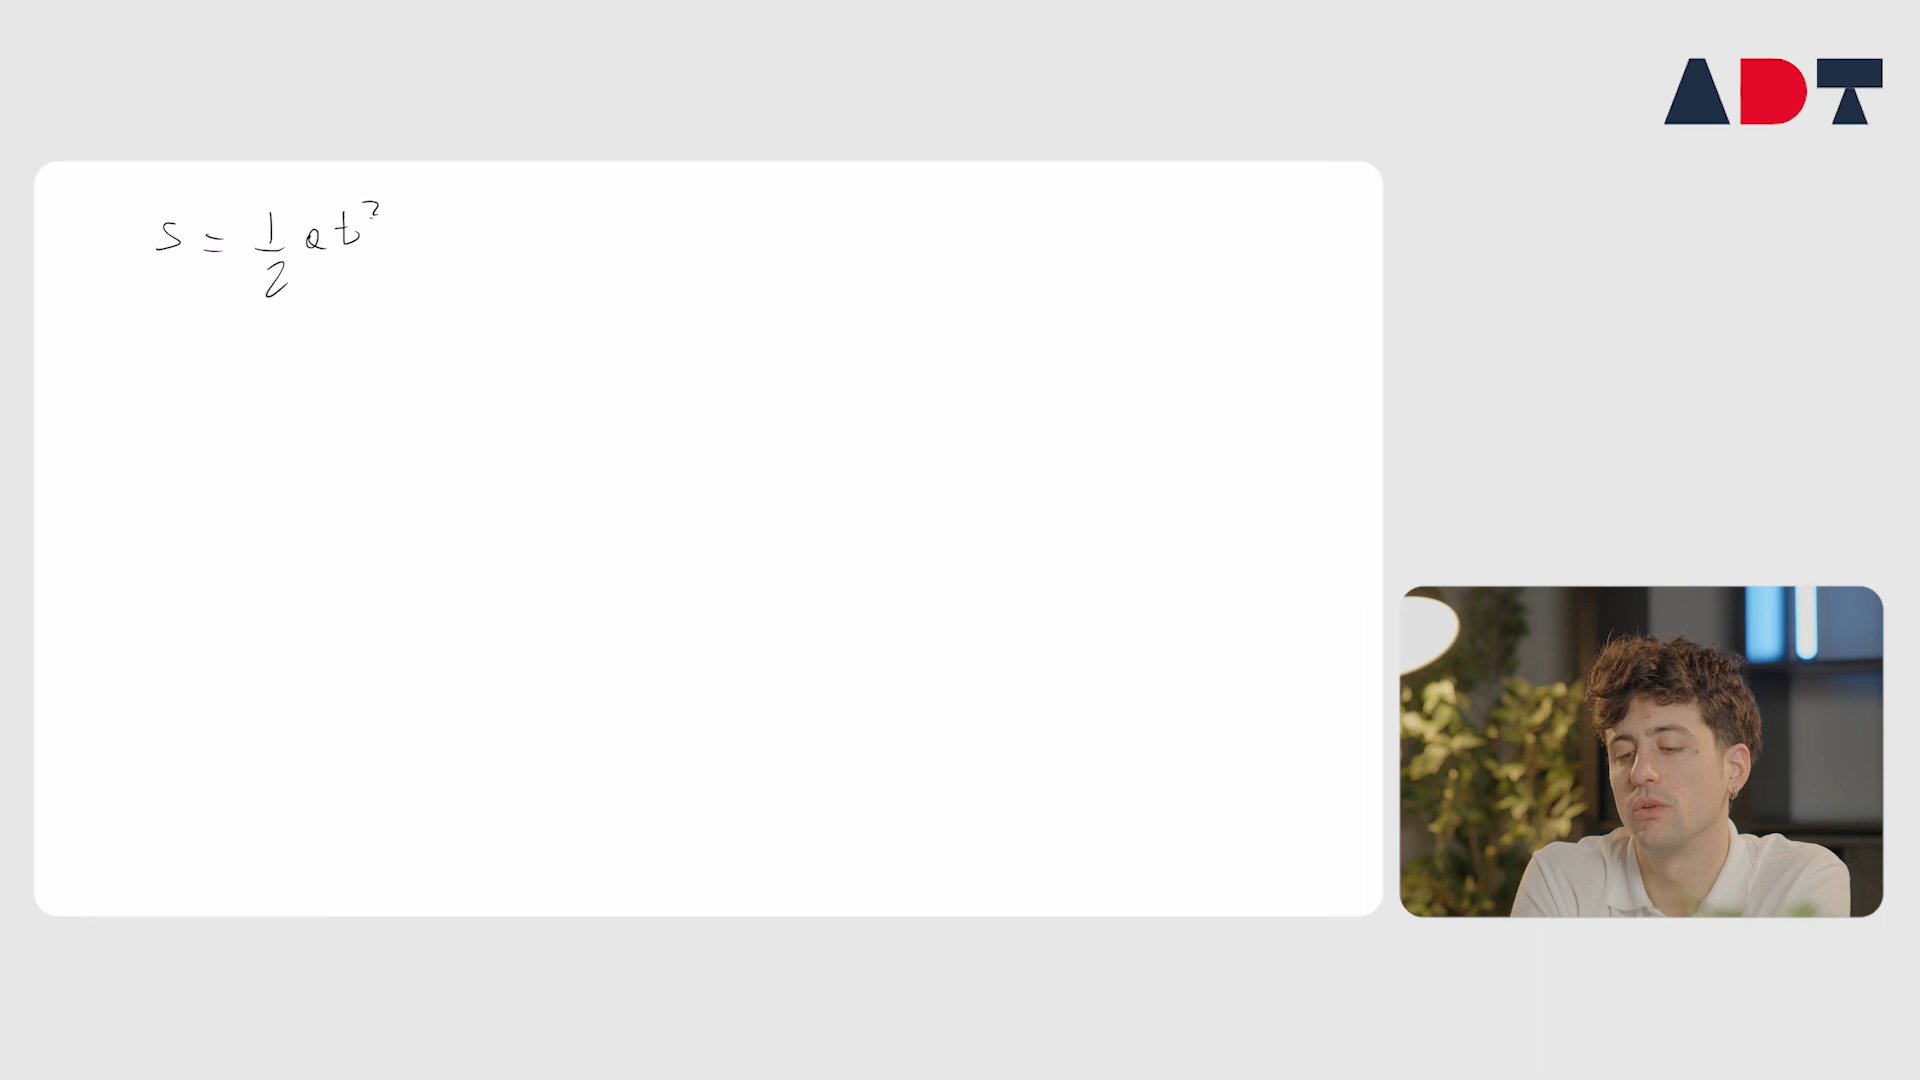 ADT
s = 1/2 at²